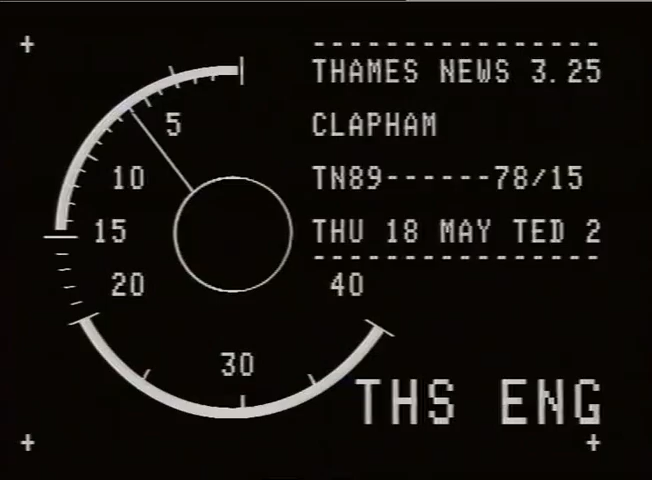 THAMES NEWS 3.25
CLAPHAM
TN89------78/15
THU 18 MAY TED 2
5
10
15
20
30
40
THS ENG